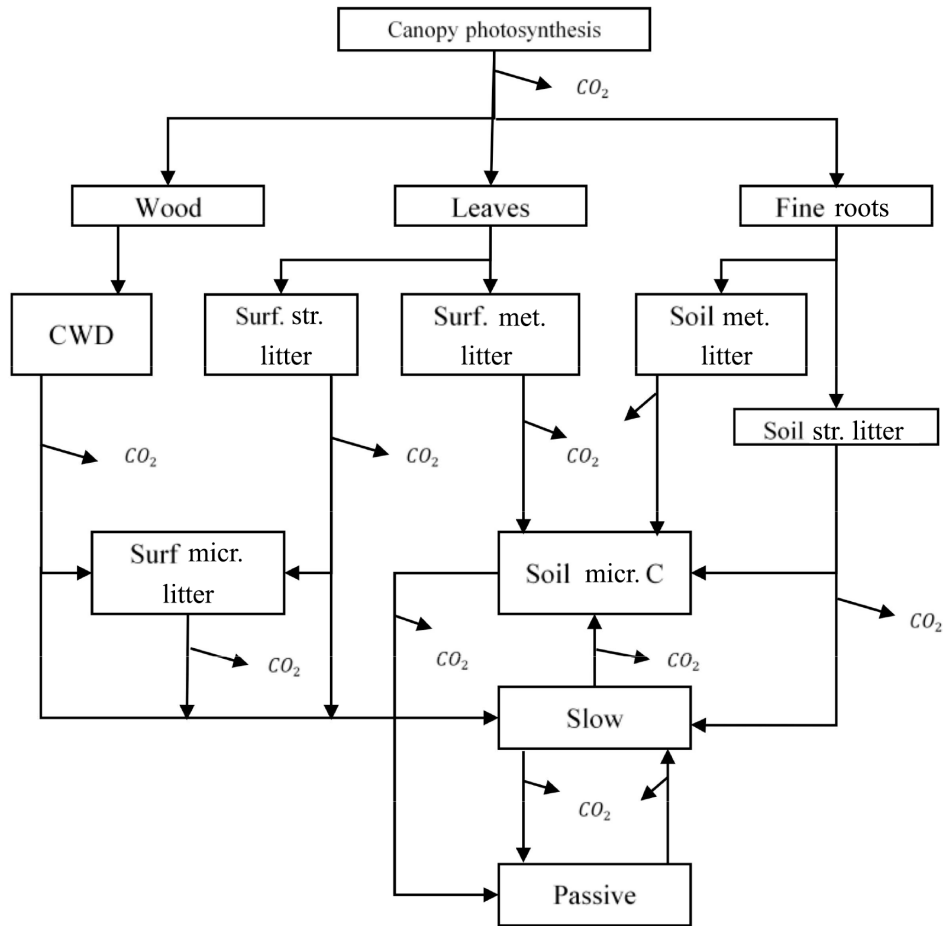 Canopy photosynthesis
CO₂
Wood
Leaves
Fine roots
CWD
Surf. str.
litter
Surf. met.
litter
Soil met.
litter
Soil str. litter
CO₂
CO₂
CO₂
Surf micr.
litter
Soil micr. C
CO₂
CO₂
CO₂
CO₂
Slow
CO₂
Passive